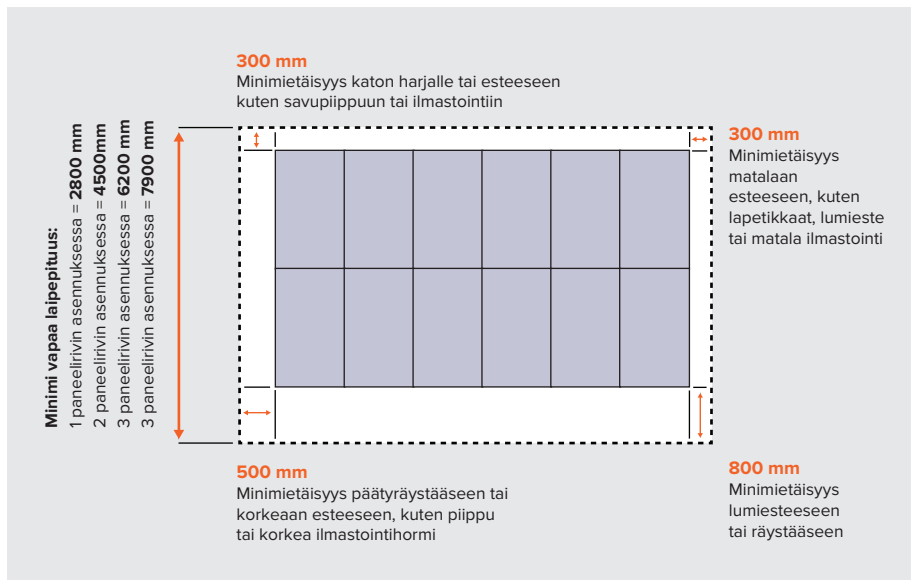 300 mm
Minimietäisyys katon harjalle tai esteeseen
kuten savupiippuun tai ilmastointiin
Minimi vapaa laipepituus:
1 paneelirivin asennuksessa = 2800 mm
2 paneelirivin asennuksessa = 4500mm
3 paneelirivin asennuksessa = 6200 mm
3 paneelirivin asennuksessa = 7900 mm
300 mm
Minimietäisyys
matalaan
esteeseen, kuten
lapetikkaat, lumieste
tai matala ilmastointi
500 mm
Minimietäisyys päätyräystääseen tai
korkeaan esteeseen, kuten piippu
tai korkea ilmastointihormi
800 mm
Minimietäisyys
lumiesteeseen
tai räystääseen